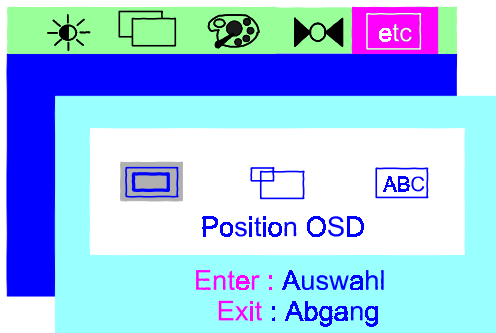 etc
ABC
Position OSD
Enter : Auswahl
Exit : Abgang